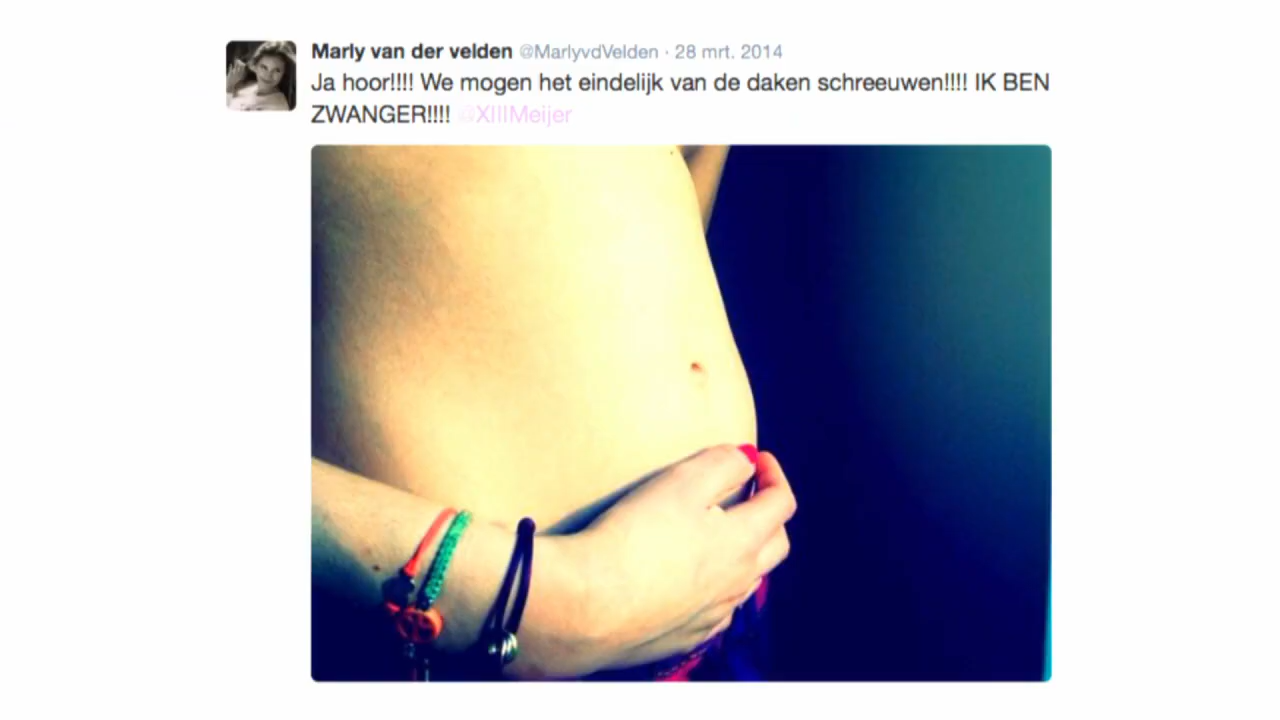 Marly van der velden @MarlyvdVelden · 28 mrt. 2014
Ja hoor!!!! We mogen het eindelijk van de daken schreeuwen!!!! IK BEN
ZWANGER!!!! @XIIIMeijer